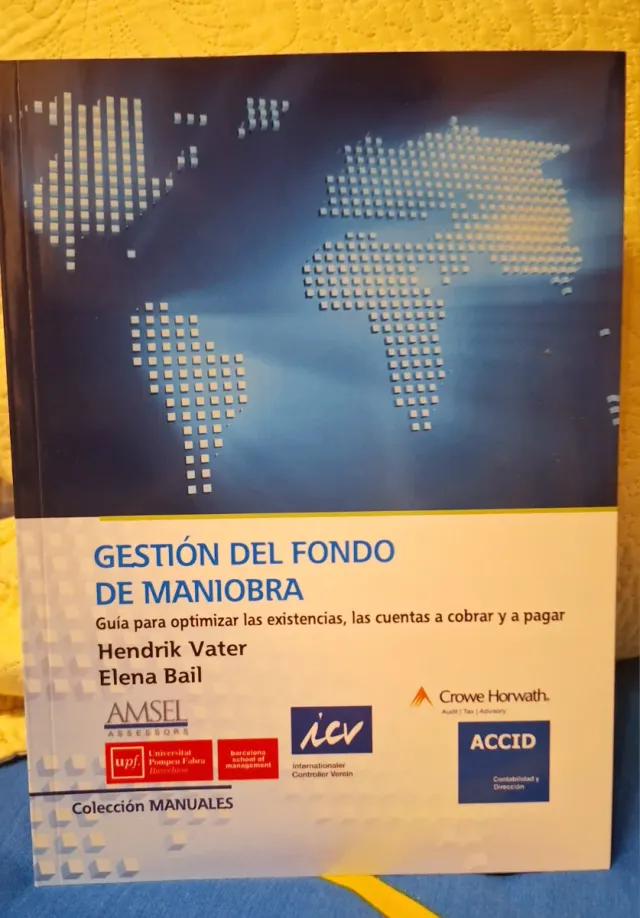 GESTIÓN DEL FONDO
DE MANIOBRA
Guía para optimizar las existencias, las cuentas a cobrar y a pagar
Hendrik Vater
Elena Bail
AMSEL
ASSESSORS
Crowe Horwath.
Audit | Tax | Advisory
upf.
Universitat
Pompeu Fabra
Barcelona
barcelona
school of
management
icv
Internationaler
Controller Verein
ACCID
Contabilidad y
Dirección
Colección MANUALES